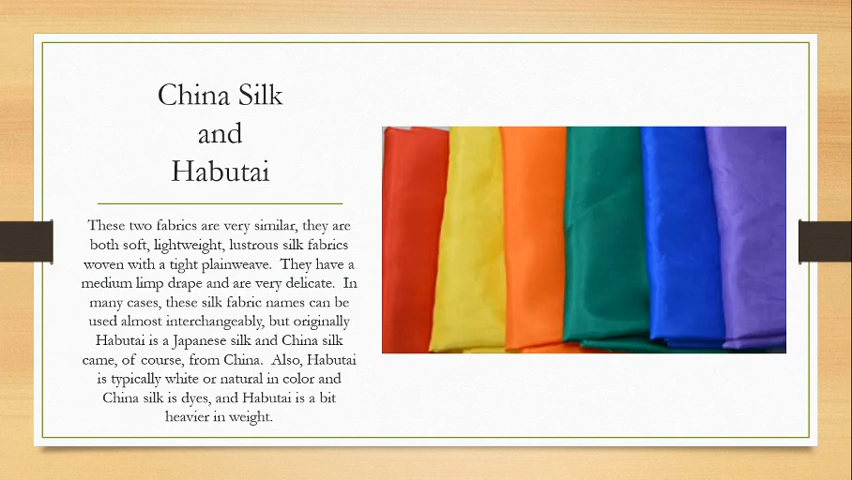 China Silk
and
Habutai
These two fabrics are very similar, they are
both soft, lightweight, lustrous silk fabrics
woven with a tight plainweave.  They have a
medium limp drape and are very delicate.  In
many cases, these silk fabric names can be
used almost interchangeably, but originally
Habutai is a Japanese silk and China silk
came, of course, from China.  Also, Habutai
is typically white or natural in color and
China silk is dyes, and Habutai is a bit
heavier in weight.